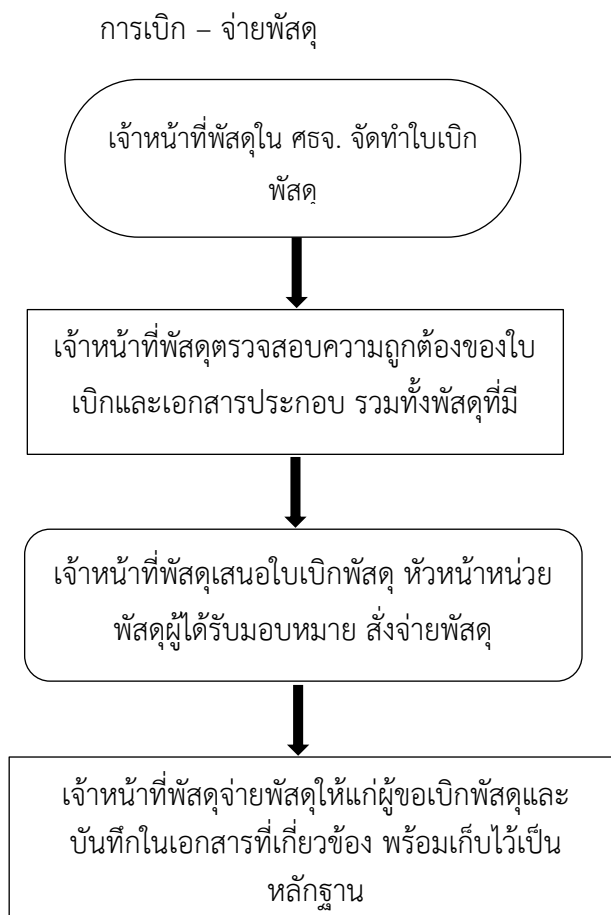 การเบิก – จ่ายพัสดุ
เจ้าหน้าที่พัสดุใน ศธจ. จัดทำใบเบิก
พัสดุ
เจ้าหน้าที่พัสดุตรวจสอบความถูกต้องของใบ
เบิกและเอกสารประกอบ รวมทั้งพัสดุที่มี
เจ้าหน้าที่พัสดุเสนอใบเบิกพัสดุ หัวหน้าหน่วย
พัสดุผู้ได้รับมอบหมาย สั่งจ่ายพัสดุ
เจ้าหน้าที่พัสดุจ่ายพัสดุให้แก่ผู้ขอเบิกพัสดุและ
บันทึกในเอกสารที่เกี่ยวข้อง พร้อมเก็บไว้เป็น
หลักฐาน